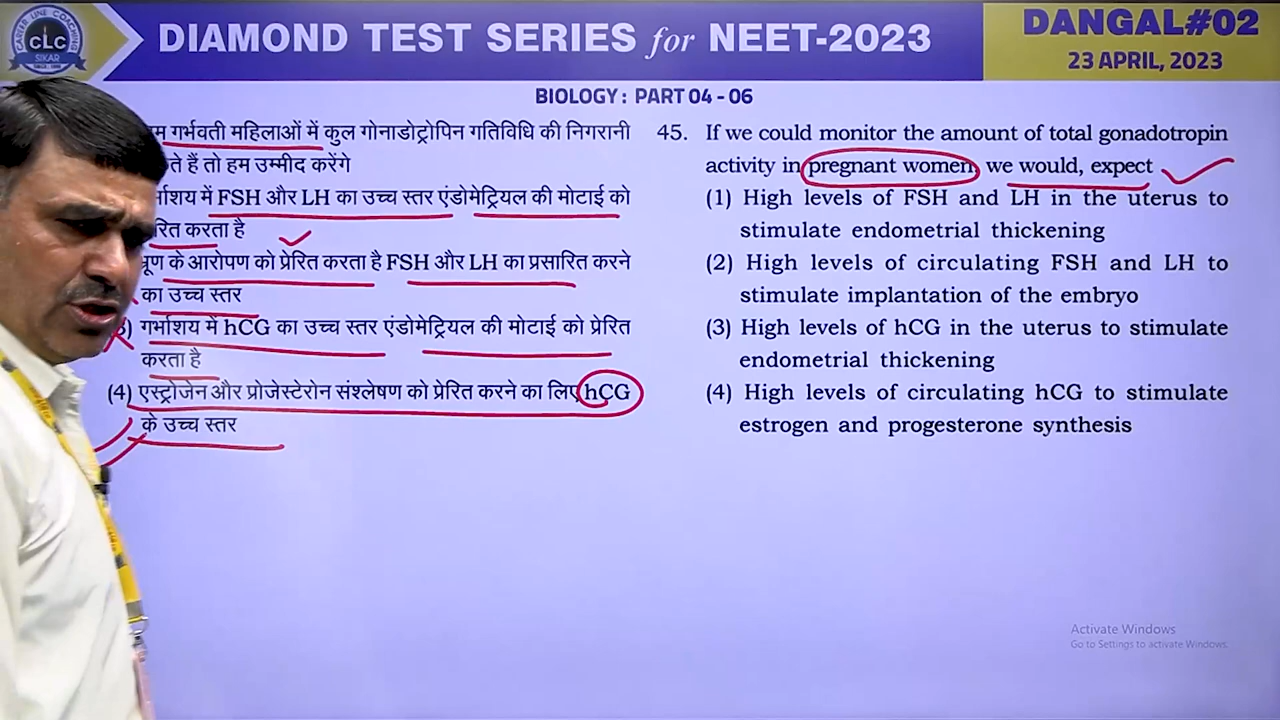 CAREER LINE COACHING
CLC
SIKAR
DIAMOND TEST SERIES for NEET-2023
DANGAL#02
23 APRIL, 2023
BIOLOGY : PART 04 - 06
गर्भवती महिलाओं में कुल गोनाडोट्रोपिन गतिविधि की निगरानी
हैं तो हम उम्मीद करेंगे
में FSH और LH का उच्च स्तर एंडोमेट्रियल की मोटाई को
करता है
के आरोपण को प्रेरित करता है FSH और LH का प्रसारित करने
का उच्च स्तर
गर्भाशय में hCG का उच्च स्तर एंडोमेट्रियल की मोटाई को प्रेरित
करता है
(4) एस्ट्रोजेन और प्रोजेस्टेरोन संश्लेषण को प्रेरित करने का लिए hCG
के उच्च स्तर
45. If we could monitor the amount of total gonadotropin
activity in pregnant women, we would, expect
(1) High levels of FSH and LH in the uterus to
stimulate endometrial thickening
(2) High levels of circulating FSH and LH to
stimulate implantation of the embryo
(3) High levels of hCG in the uterus to stimulate
endometrial thickening
(4) High levels of circulating hCG to stimulate
estrogen and progesterone synthesis
Activate Windows
Go to Settings to activate Windows.